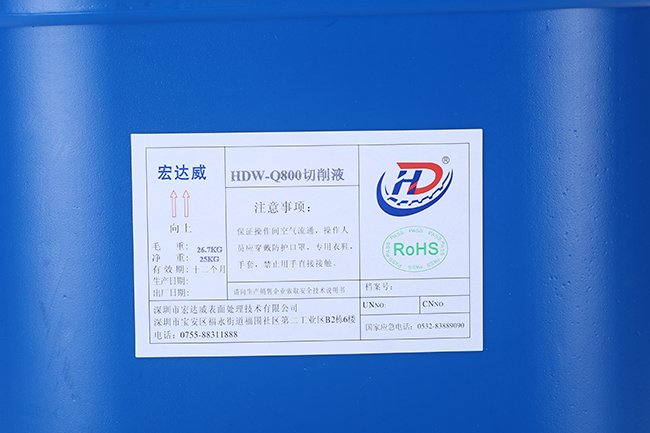 宏达威
向上
毛 重: 26.7KG
净 重: 25KG
有 效 期: 十二个月
生产日期:
出厂日期:
HDW-Q800切削液
注意事项:
保证操作间空气流通，操作人
员应穿戴防护口罩，专用衣鞋，
手套，禁止用手直接接触。
请向生产销售企业索取安全技术说明书
HD®
PASS PASS PASS
RoHS
档案号:
UNNO:
CNNO:
国家应急电话: 0532-83889090
深圳市宏达威表面处理技术有限公司
深圳市宝安区福永街道福围社区第二工业区B2栋6楼
电话: 0755-88311888